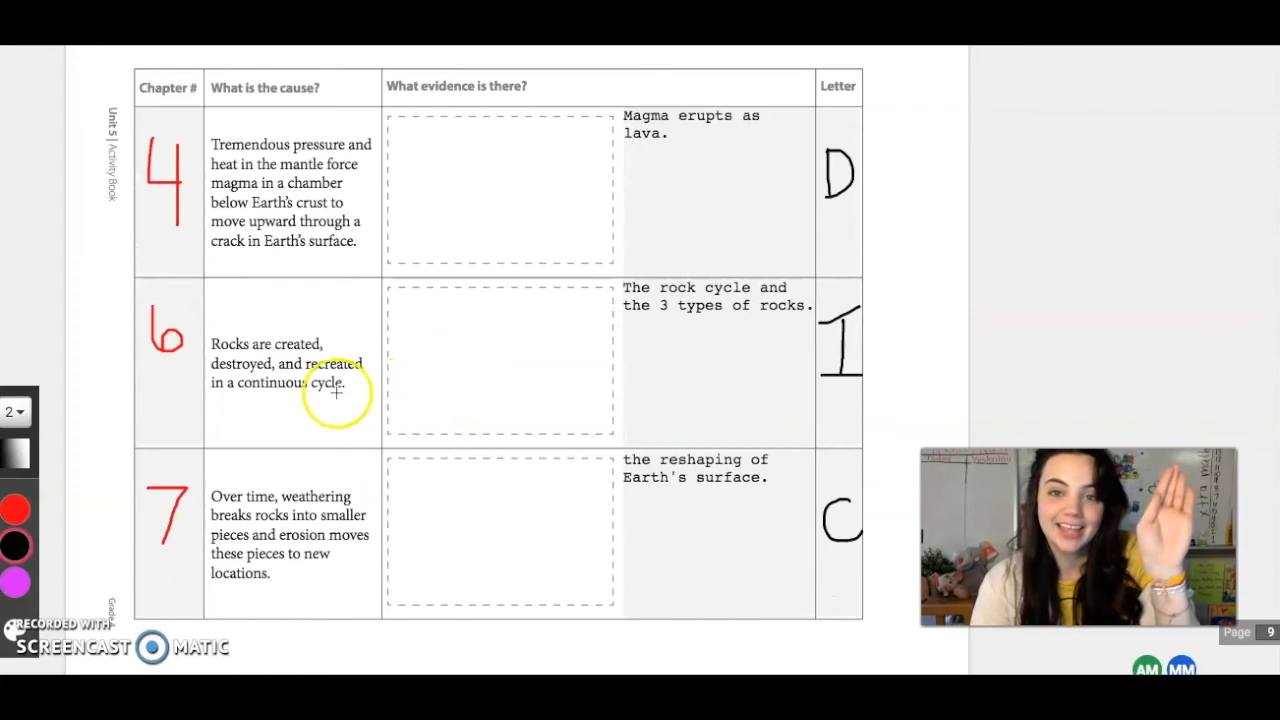 Chapter #
What is the cause?
What evidence is there?
Letter
Unit 5 | Activity Book
4
Tremendous pressure and
heat in the mantle force
magma in a chamber
below Earth's crust to
move upward through a
crack in Earth's surface.
Magma erupts as
lava.
D
6
Rocks are created,
destroyed, and recreated
in a continuous cycle.
The rock cycle and
the 3 types of rocks.
I
7
Over time, weathering
breaks rocks into smaller
pieces and erosion moves
these pieces to new
locations.
the reshaping of
Earth's surface.
C
2
RECORDED WITH
SCREENCAST MATIC
Today
Yesterday
xtra math
Page 9
AM
MM